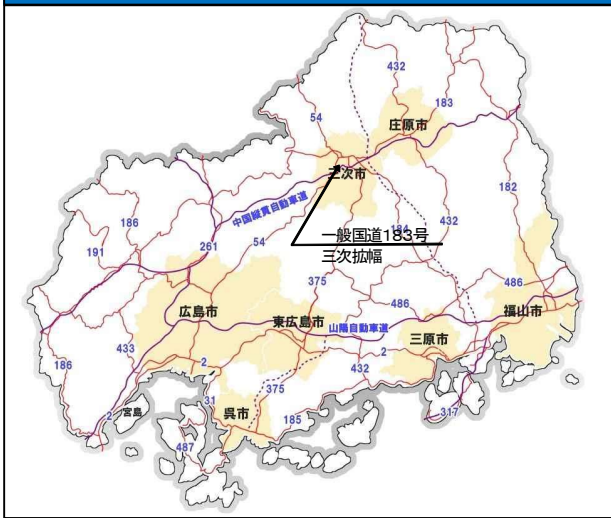 432
54
183
庄原市
三次市
182
中国縦貫自動車道
186
54
184
432
191
261
一般国道183号
三次拡幅
375
486
486
広島市
東広島市
山陽自動車道
福山市
三原市
433
2
2
432
186
375
31
185
317
2
宮島
呉市
487